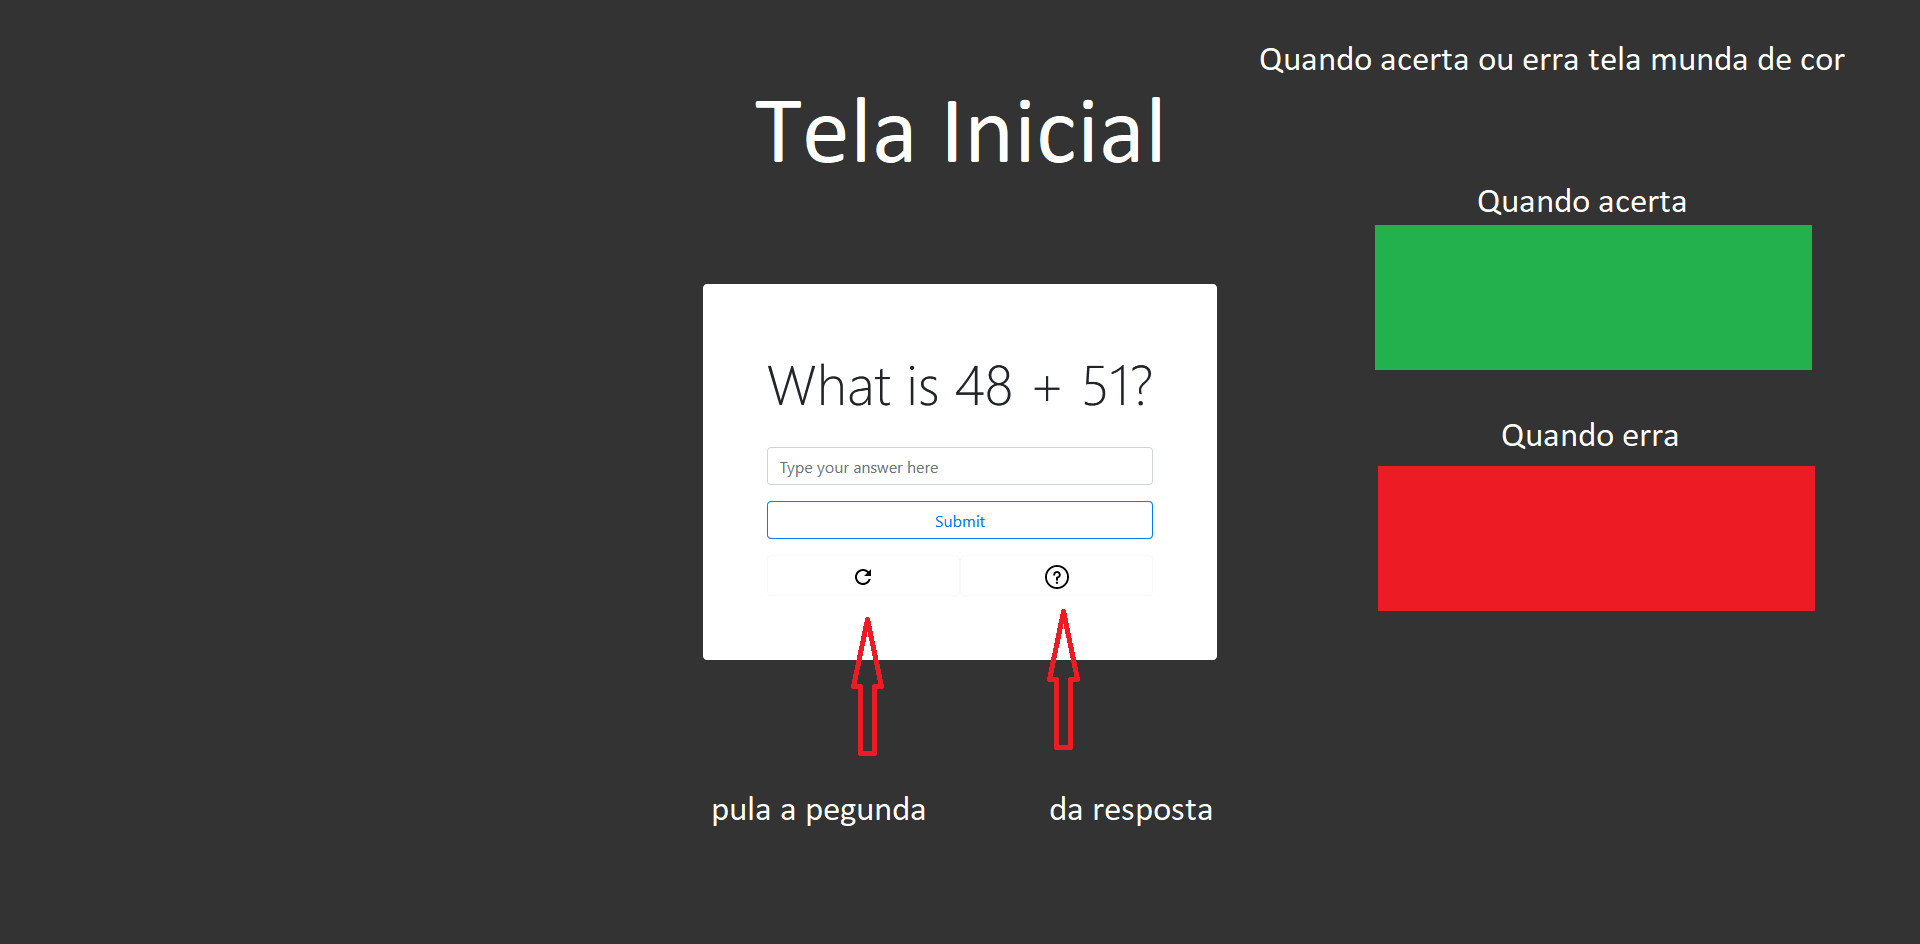 Quando acerta ou erra tela munda de cor
Tela Inicial
Quando acerta
What is 48 + 51?
Quando erra
Type your answer here
Submit
pula a pegunda
da resposta